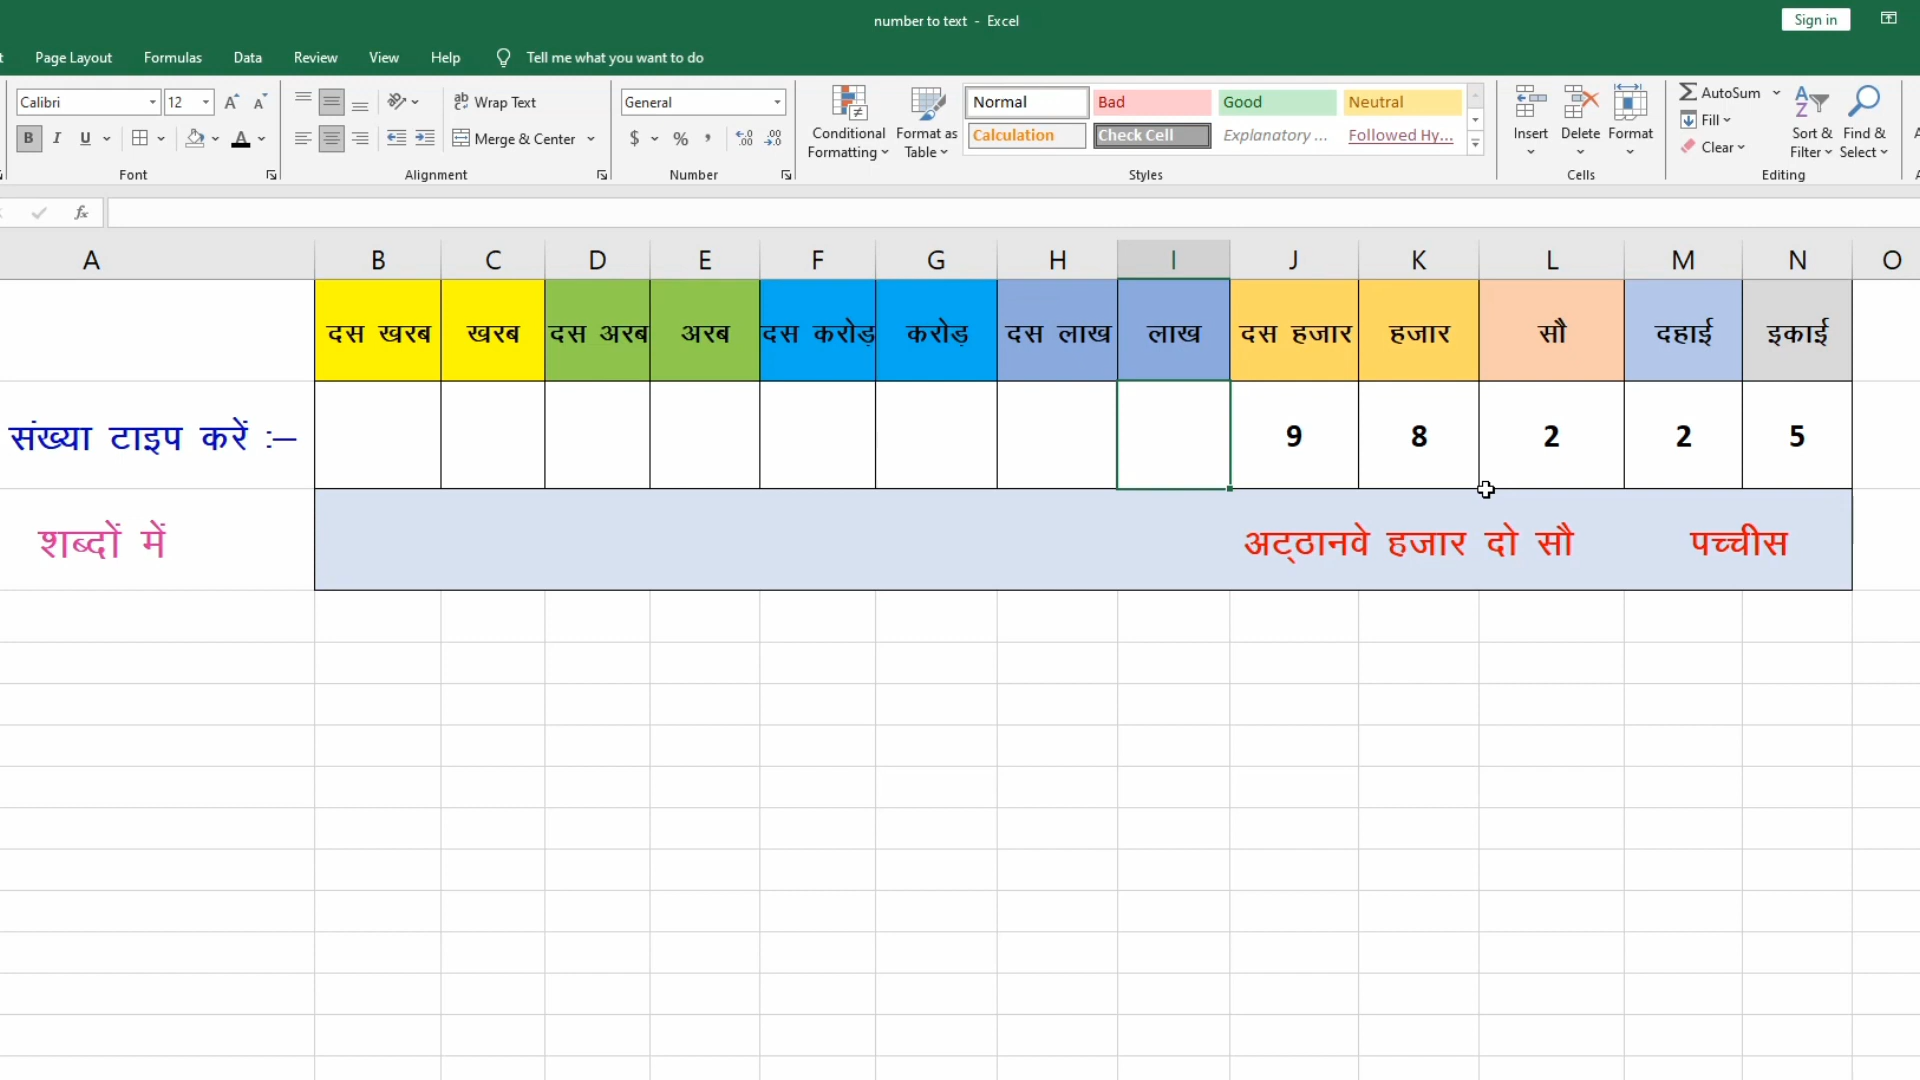 number to text - Excel
Sign in
Page Layout Formulas Data Review View Help Tell me what you want to do
Calibri 12 Wrap Text General Conditional Formatting Format as Table Normal Bad Good Neutral Insert Delete Format AutoSum Sort & Filter Find & Select
B I U Merge & Center $ % Calculation Check Cell Explanatory ... Followed Hy... Fill Clear
Font Alignment Number Styles Cells Editing
fx
A B C D E F G H I J K L M N O
दस खरब खरब दस अरब अरब दस करोड़ करोड़ दस लाख लाख दस हजार हजार सौ दहाई इकाई
संख्या टाइप करें :– 9 8 2 2 5
शब्दों में अट्ठानवे हजार दो सौ पच्चीस